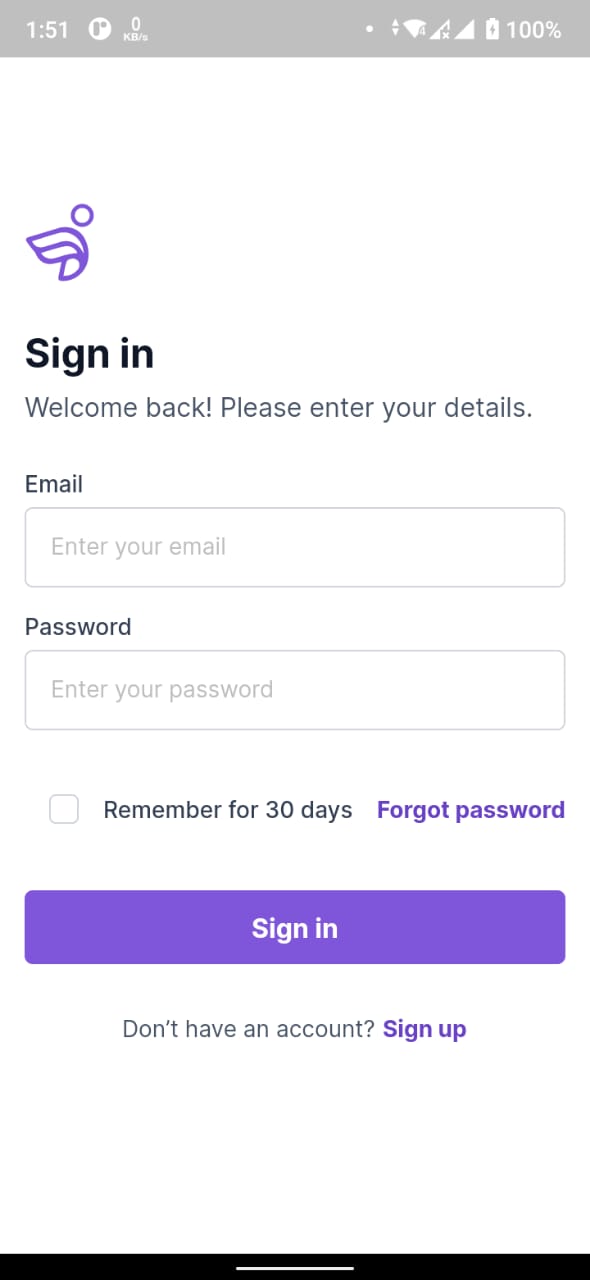 1:51 0 KB/s 4 100%
Sign in
Welcome back! Please enter your details.
Email
Enter your email
Password
Enter your password
Remember for 30 days Forgot password
Sign in
Don’t have an account? Sign up